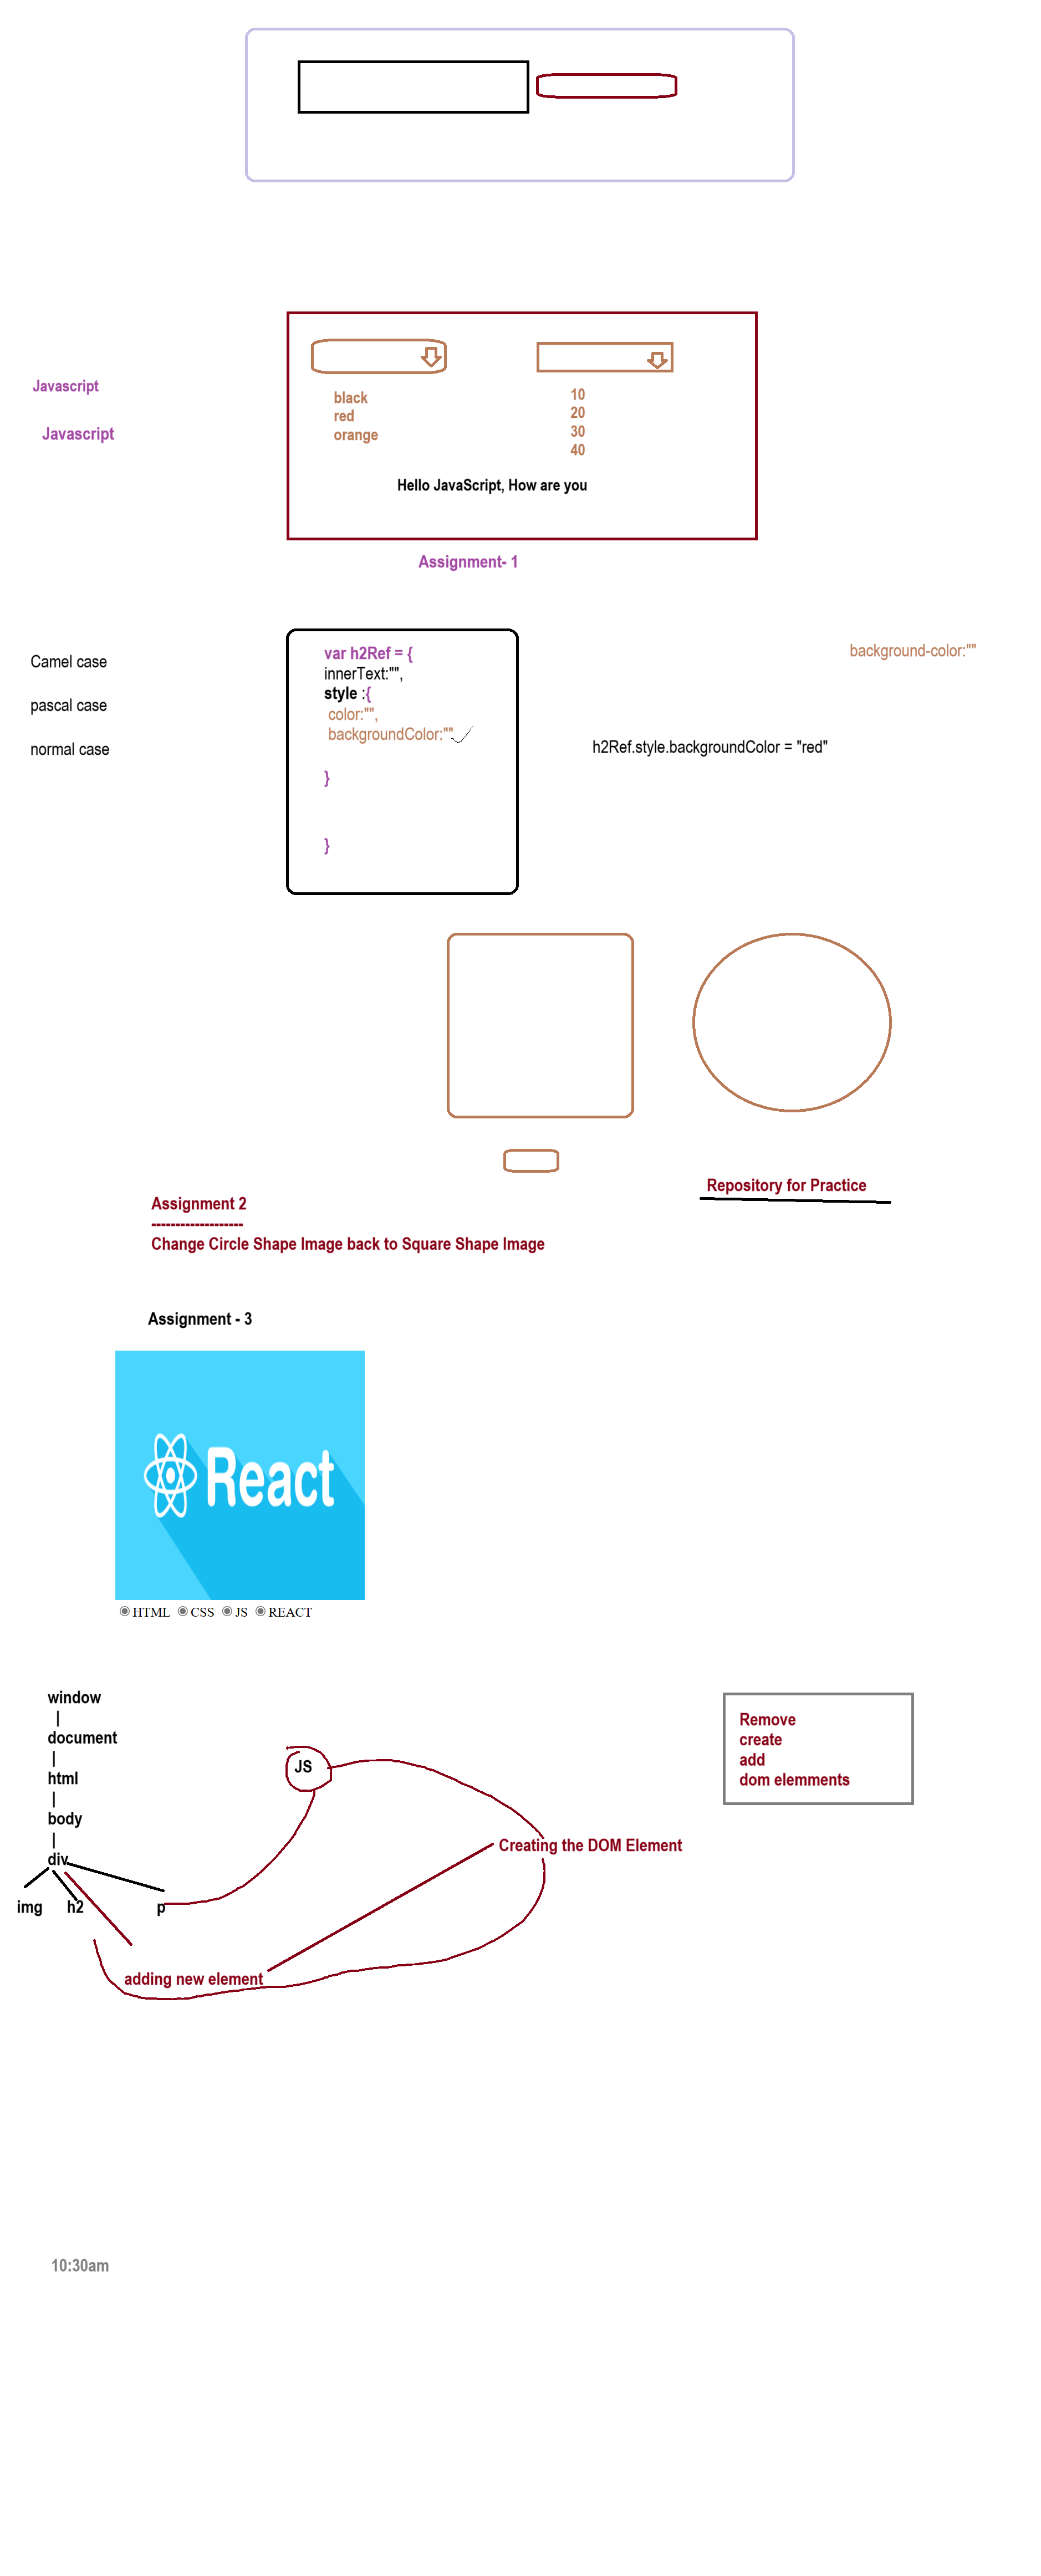 Javascript
Javascript
black
red
orange
10
20
30
40
Hello JavaScript, How are you
Assignment- 1
Camel case
pascal case
normal case
var h2Ref = {
innerText:"",
style :{
color:"",
backgroundColor:""
}
}
background-color:""
h2Ref.style.backgroundColor = "red"
Repository for Practice
Assignment 2
-------------------
Change Circle Shape Image back to Square Shape Image
Assignment - 3
React
HTML CSS JS REACT
window
|
document
|
html
|
body
|
div
img h2 p
JS
Creating the DOM Element
adding new element
Remove
create
add
dom elemments
10:30am